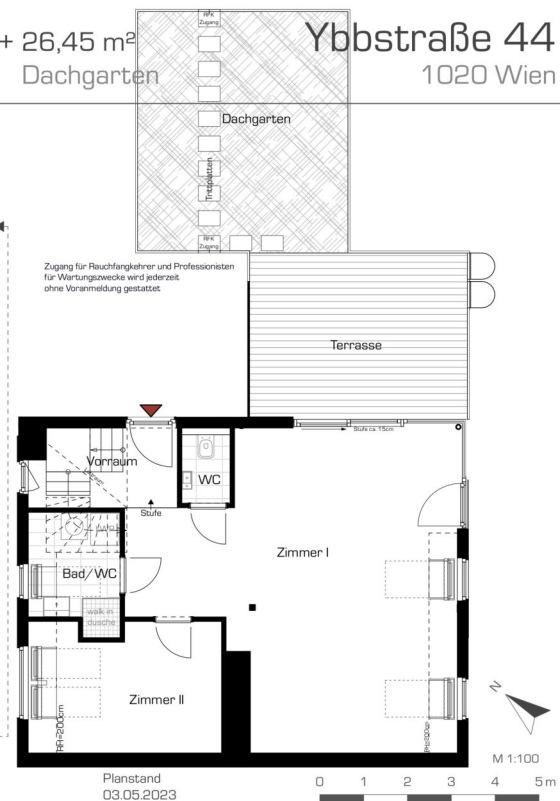 + 26,45 m²
Dachgarten
Ybbstraße 44
1020 Wien
RFK
Zugang
Dachgarten
Trittplatten
RFK
Zugang
Zugang für Rauchfangkehrer und Professionisten
für Wartungszwecke wird jederzeit
ohne Voranmeldung gestattet
Terrasse
Stufe ca. 15cm
Vorraum
WC
Stufe
Zimmer I
Bad/WC
walk in
dusche
Zimmer II
RH=200cm
RH=200cm
N
M 1:100
Planstand
03.05.2023
0 1 2 3 4 5 m